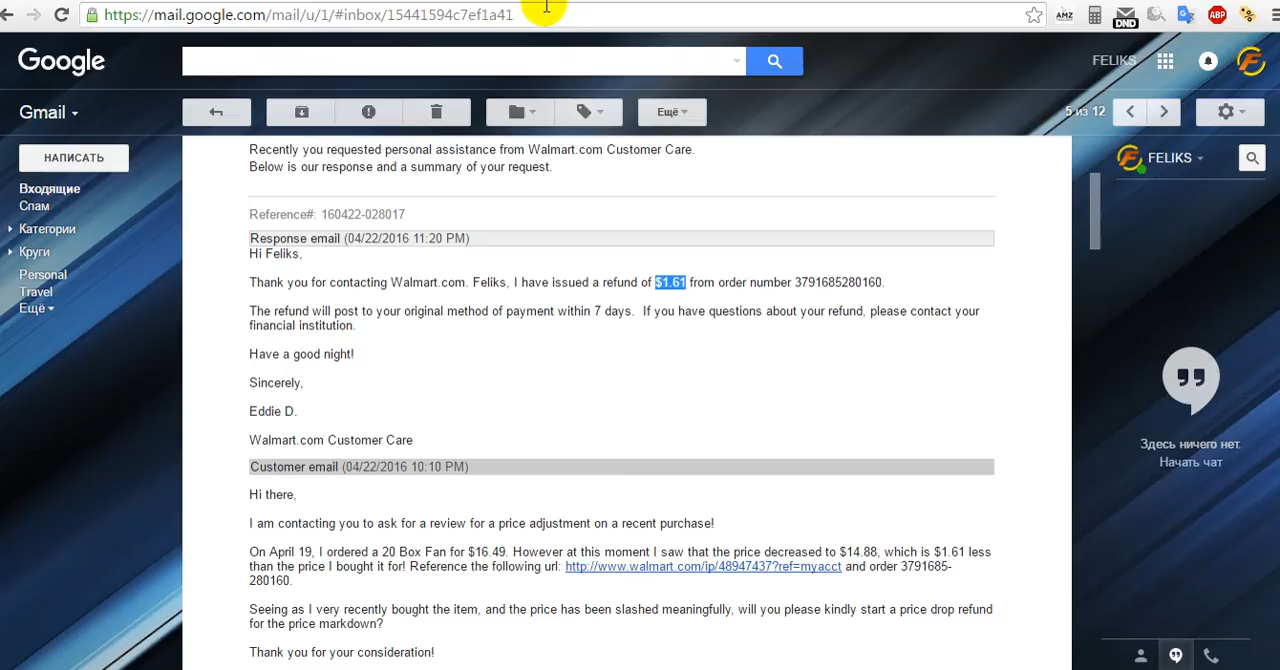 https://mail.google.com/mail/u/1/#inbox/15441594c7ef1a41
AMZ
DND
ABP
Google
FELIKS
Gmail
Ещё
5 из 12
НАПИСАТЬ
Входящие
Спам
Категории
Круги
Personal
Travel
Ещё
FELIKS
Recently you requested personal assistance from Walmart.com Customer Care.
Below is our response and a summary of your request.
Reference#: 160422-028017
Response email (04/22/2016 11:20 PM)
Hi Feliks,
Thank you for contacting Walmart.com. Feliks, I have issued a refund of $1.61 from order number 3791685280160.
The refund will post to your original method of payment within 7 days. If you have questions about your refund, please contact your
financial institution.
Have a good night!
Sincerely,
Eddie D.
Walmart.com Customer Care
Customer email (04/22/2016 10:10 PM)
Hi there,
I am contacting you to ask for a review for a price adjustment on a recent purchase!
On April 19, I ordered a 20 Box Fan for $16.49. However at this moment I saw that the price decreased to $14.88, which is $1.61 less
than the price I bought it for! Reference the following url: http://www.walmart.com/ip/48947437?ref=myacct and order 3791685-
280160.
Seeing as I very recently bought the item, and the price has been slashed meaningfully, will you please kindly start a price drop refund
for the price markdown?
Thank you for your consideration!
Здесь ничего нет.
Начать чат